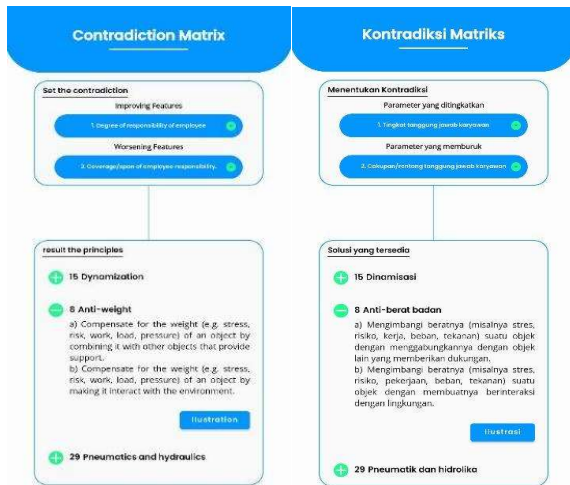 Contradiction Matrix
Set the contradiction
Improving Features
1. Degree of responsibility of employee
Worsening Features
2. Coverage/span of employee responsibility.
result the principles
15 Dynamization
8 Anti-weight
a) Compensate for the weight (e.g. stress,
risk, work, load, pressure) of an object by
combining it with other objects that provide
support.
b) Compensate for the weight (e.g. stress,
risk, work, load, pressure) of an object by
making it interact with the environment.
Ilustration
29 Pneumatics and hydraulics
Kontradiksi Matriks
Menentukan Kontradiksi
Parameter yang ditingkatkan
1. Tingkat tanggung jawab karyawan
Parameter yang memburuk
2. Cakupan/rentang tanggung jawab karyawan
Solusi yang tersedia
15 Dinamisasi
8 Anti-berat badan
a) Mengimbangi beratnya (misalnya stres,
risiko, kerja, beban, tekanan) suatu objek
dengan menggabungkannya dengan objek
lain yang memberikan dukungan.
b) Mengimbangi beratnya (misalnya stres,
risiko, pekerjaan, beban, tekanan) suatu
objek dengan membuatnya berinteraksi
dengan lingkungan.
Ilustrasi
29 Pneumatik dan hidrolika